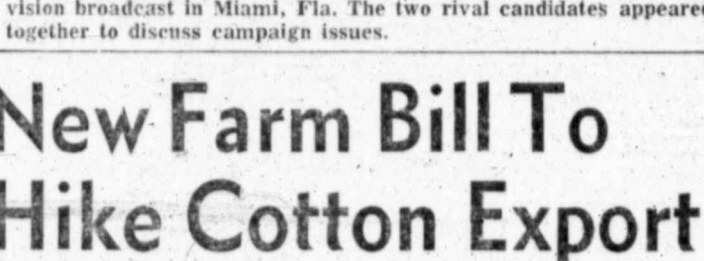 vision broadcast in Miami, Fla. The two rival candidates appeared
together to discuss campaign issues.
New Farm Bill To
Hike Cotton Export